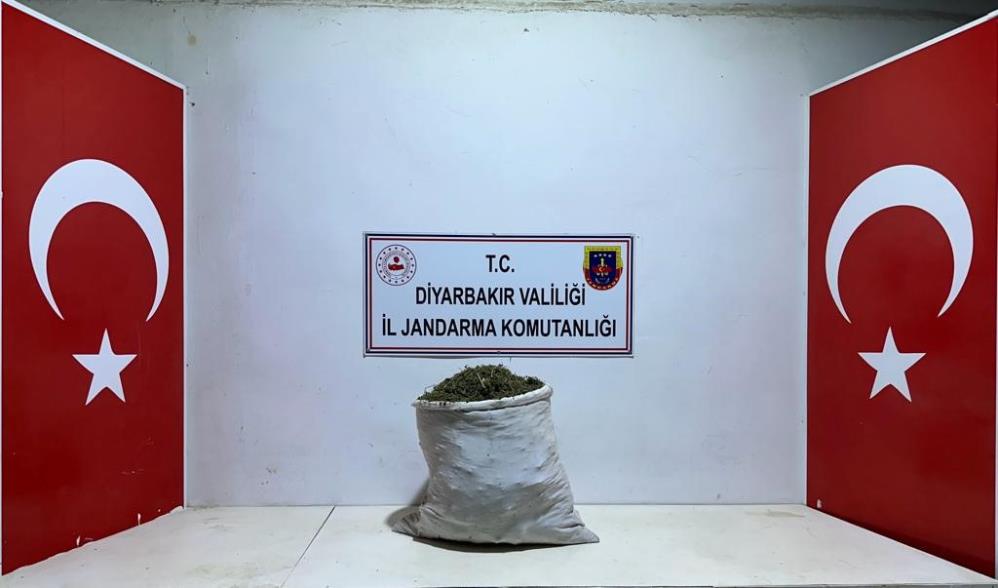 T.C.
DİYARBAKIR VALİLİĞİ
İL JANDARMA KOMUTANLIĞI